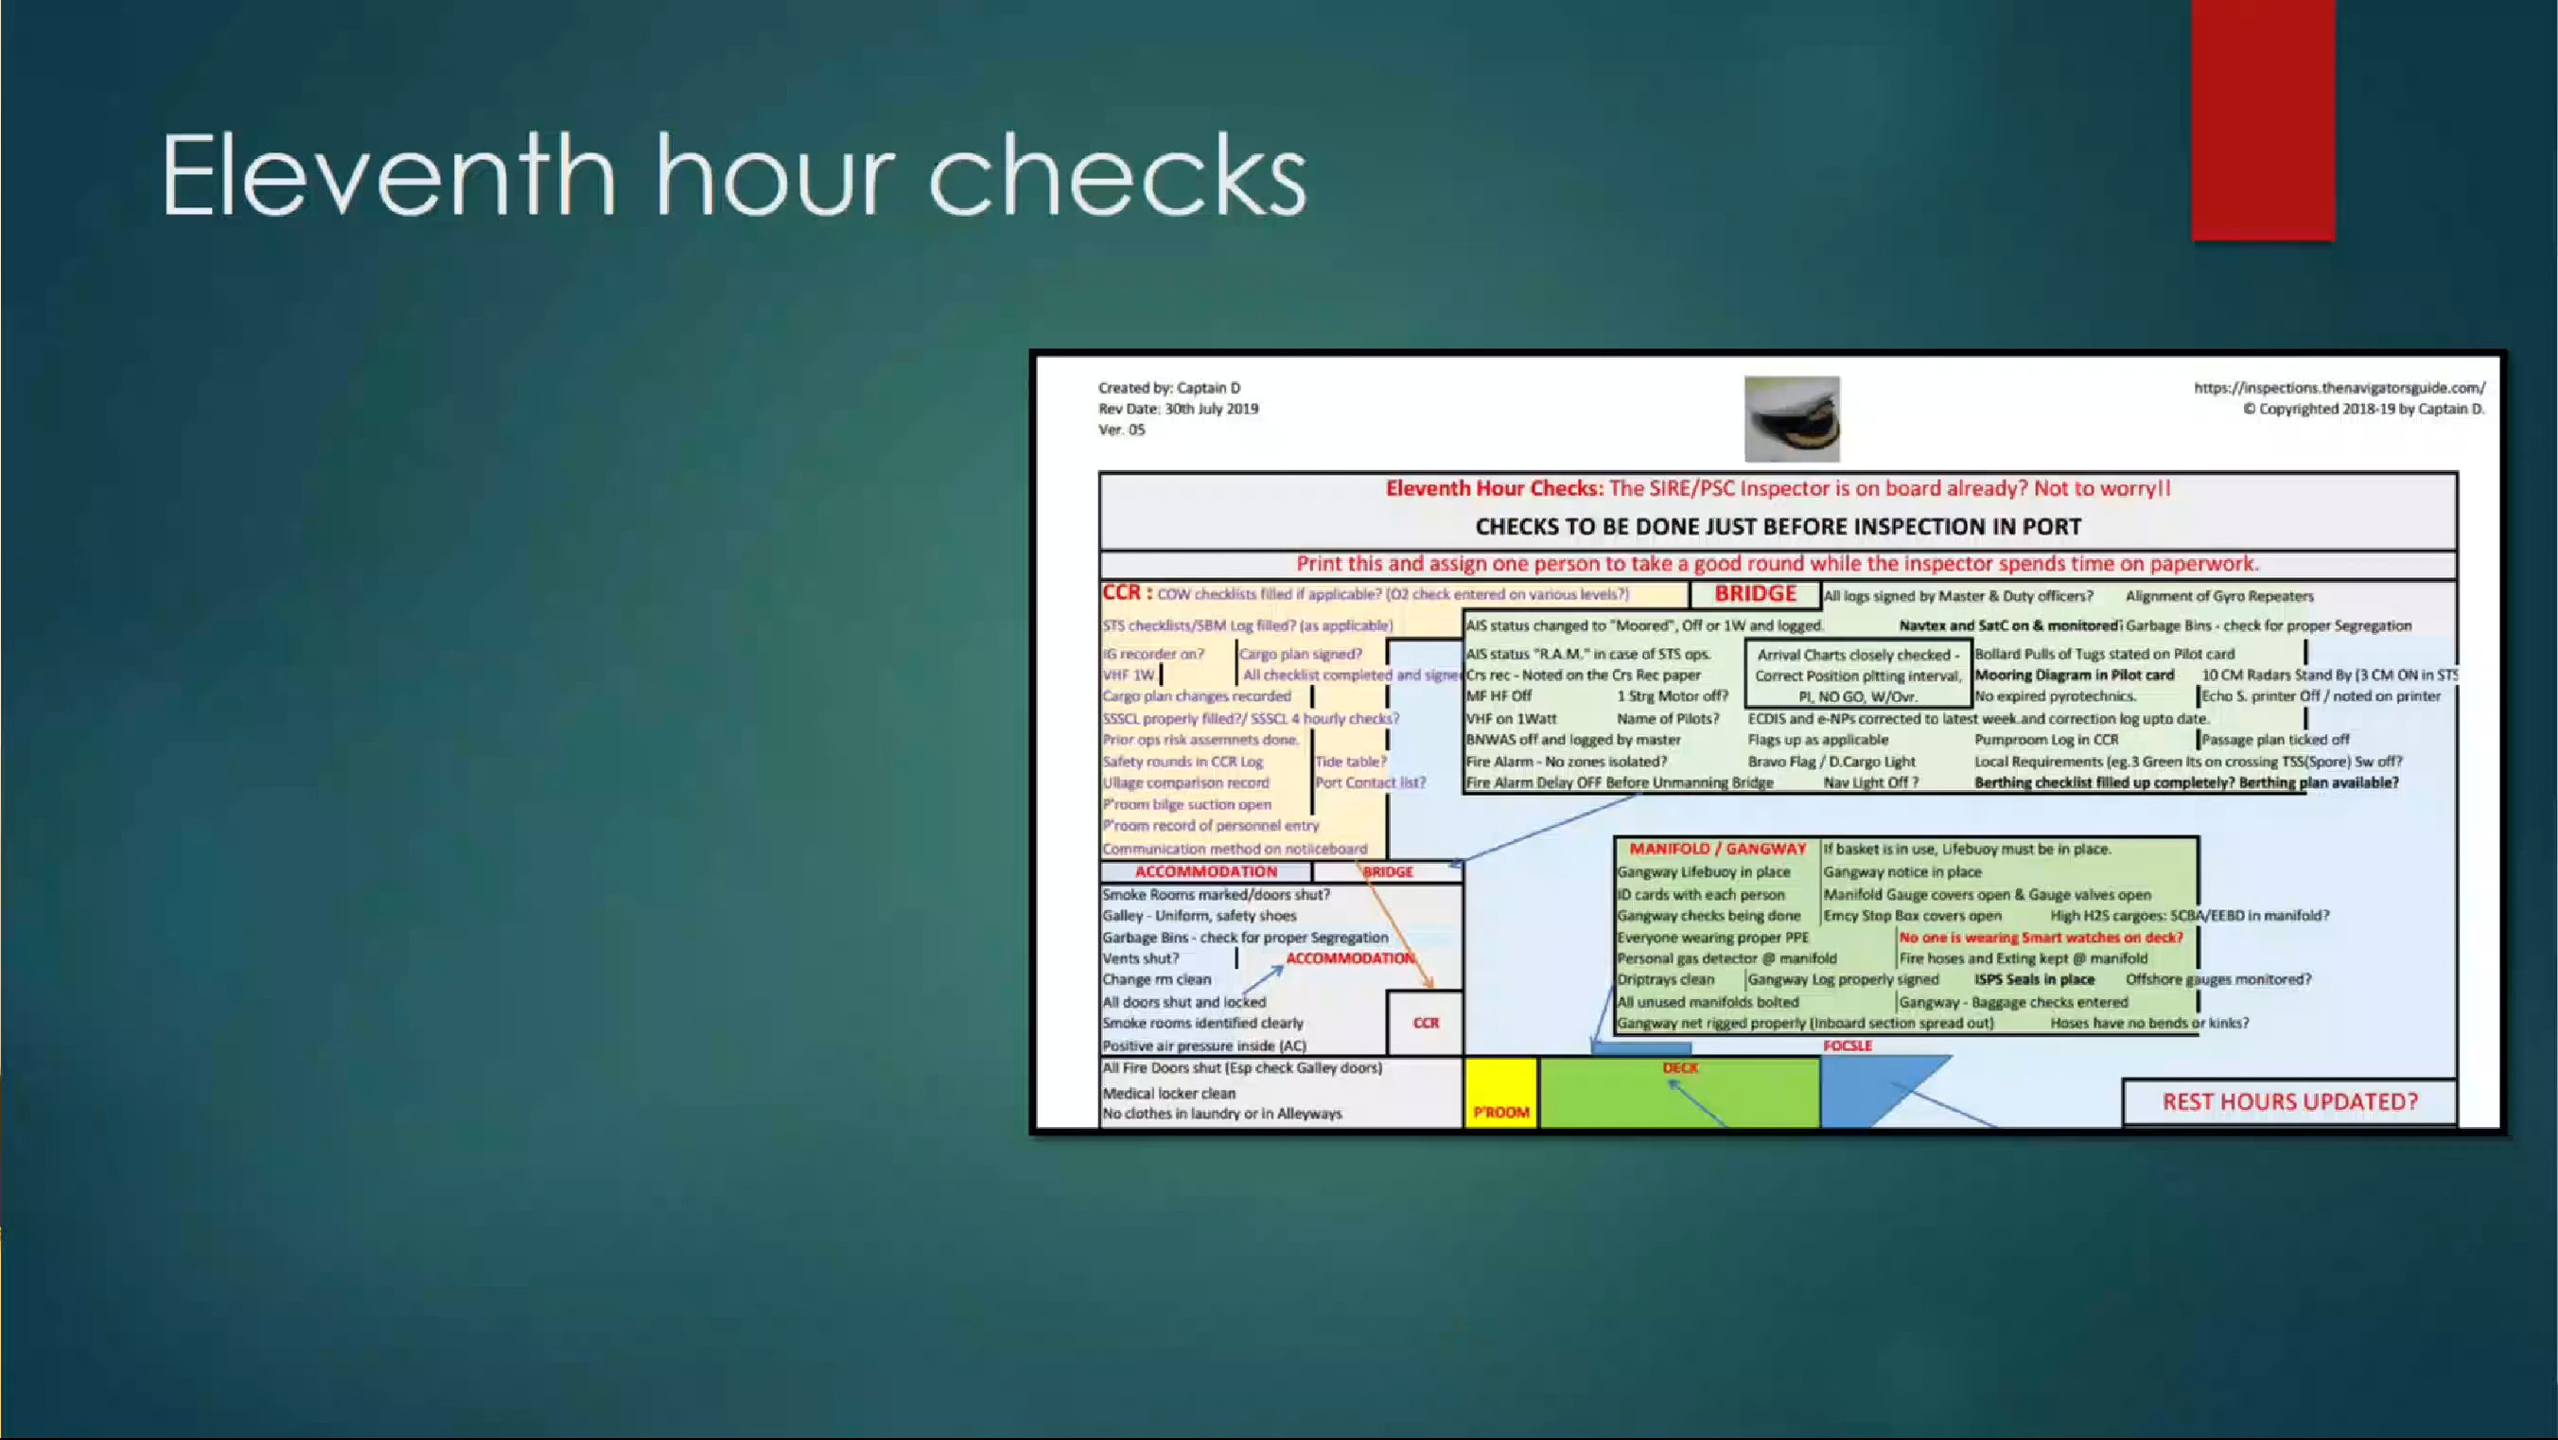 Eleventh hour checks
Created by: Captain D
Rev Date: 30th July 2019
Ver. 05
https://inspections.thenavigatorsguide.com/
© Copyrighted 2018-19 by Captain D.
Eleventh Hour Checks: The SIRE/PSC Inspector is on board already? Not to worry!!
CHECKS TO BE DONE JUST BEFORE INSPECTION IN PORT
Print this and assign one person to take a good round while the inspector spends time on paperwork.
CCR : COW checklists filled if applicable? (O2 check entered on various levels?)
STS checklists/SBM Log filled? (as applicable)
IG recorder on? Cargo plan signed?
VHF 1W All checklist completed and signe
Cargo plan changes recorded
SSSCL properly filled?/ SSSCL 4 hourly checks?
Prior ops risk assemnets done.
Safety rounds in CCR Log Tide table?
Ullage comparison record Port Contact list?
P'room bilge suction open
P'room record of personnel entry
Communication method on noticeboard
BRIDGE All logs signed by Master & Duty officers? Alignment of Gyro Repeaters
AIS status changed to "Moored", Off or 1W and logged. Navtex and SatC on & monitored Garbage Bins - check for proper Segregation
AIS status "R.A.M." in case of STS ops. Arrival Charts closely checked - Bollard Pulls of Tugs stated on Pilot card
Crs rec - Noted on the Crs Rec paper Correct Position pltting interval, Mooring Diagram in Pilot card 10 CM Radars Stand By (3 CM ON in STS
MF HF Off 1 Strg Motor off? PI, NO GO, W/Ovr. No expired pyrotechnics. Echo S. printer Off / noted on printer
VHF on 1Watt Name of Pilots? ECDIS and e-NPs corrected to latest week.and correction log upto date.
BNWAS off and logged by master Flags up as applicable Pumproom Log in CCR Passage plan ticked off
Fire Alarm - No zones isolated? Bravo Flag / D.Cargo Light Local Requirements (eg.3 Green lts on crossing TSS(Spore) Sw off?
Fire Alarm Delay OFF Before Unmanning Bridge Nav Light Off ? Berthing checklist filled up completely? Berthing plan available?
ACCOMMODATION BRIDGE
Smoke Rooms marked/doors shut?
Galley - Uniform, safety shoes
Garbage Bins - check for proper Segregation
Vents shut? ACCOMMODATION
Change rm clean
All doors shut and locked
Smoke rooms identified clearly CCR
Positive air pressure inside (AC)
All Fire Doors shut (Esp check Galley doors)
Medical locker clean
No clothes in laundry or in Alleyways
MANIFOLD / GANGWAY If basket is in use, Lifebuoy must be in place.
Gangway Lifebuoy in place Gangway notice in place
ID cards with each person Manifold Gauge covers open & Gauge valves open
Gangway checks being done Emcy Stop Box covers open High H2S cargoes: SCBA/EEBD in manifold?
Everyone wearing proper PPE No one is wearing Smart watches on deck?
Personal gas detector @ manifold Fire hoses and Exting kept @ manifold
Driptrays clean Gangway Log properly signed ISPS Seals in place Offshore gauges monitored?
All unused manifolds bolted Gangway - Baggage checks entered
Gangway net rigged properly (Inboard section spread out) Hoses have no bends or kinks?
FOCSLE
DECK
P'ROOM
REST HOURS UPDATED?